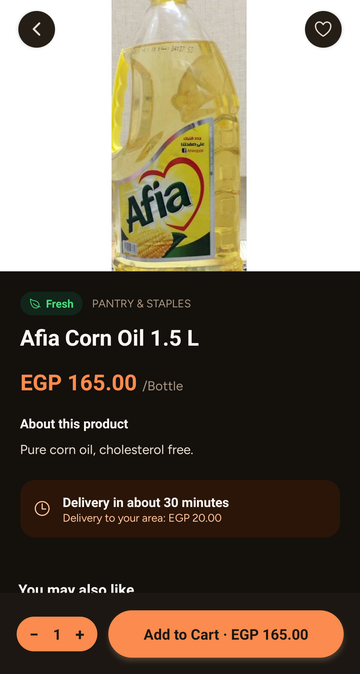 Afia
Fresh
PANTRY & STAPLES
Afia Corn Oil 1.5 L
EGP 165.00 /Bottle
About this product
Pure corn oil, cholesterol free.
Delivery in about 30 minutes
Delivery to your area: EGP 20.00
You may also like
− 1 +
Add to Cart · EGP 165.00